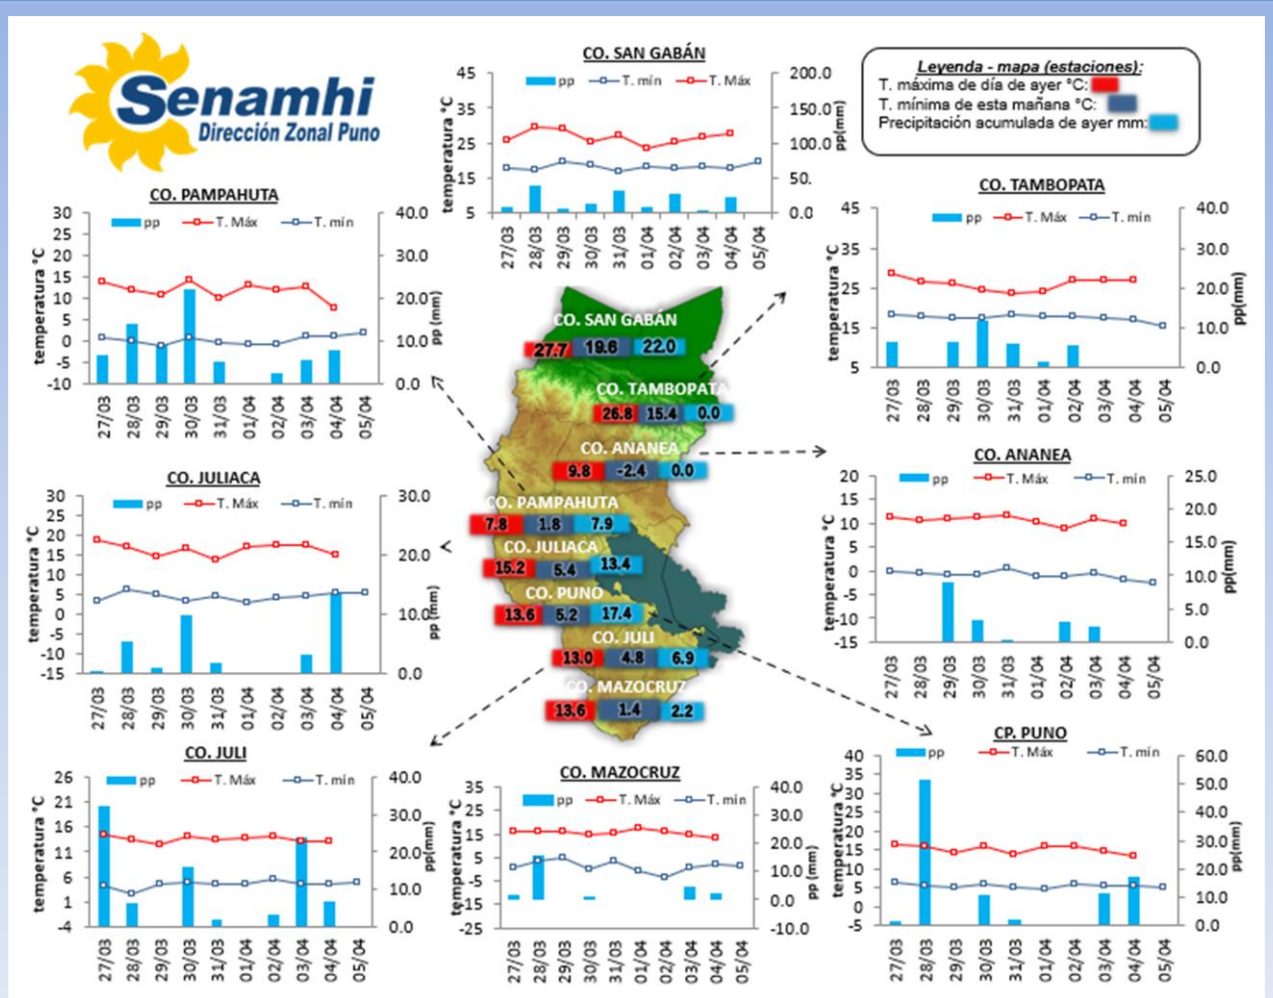 Senamhi
Dirección Zonal Puno
CO. SAN GABÁN
pp T. mín T. Máx
temperatura °C
45
35
25
15
5
200.0
150.0
100.0
50.
0.0
pp(mm)
27/03 28/03 29/03 30/03 31/03 01/04 02/04 03/04 04/04 05/04
Leyenda - mapa (estaciones):
T. máxima de día de ayer °C:
T. mínima de esta mañana °C:
Precipitación acumulada de ayer mm:
CO. PAMPAHUTA
pp T. Máx T. mín
temperatura °C
30
25
20
15
10
5
0
-5
-10
40.0
30.0
20.0
10.0
0.0
pp (mm)
27/03 28/03 29/03 30/03 31/03 01/04 02/04 03/04 04/04 05/04
CO. TAMBOPATA
pp T. Máx T. mín
temperatura °C
45
35
25
15
5
40.0
30.0
20.0
10.0
0.0
pp(mm)
27/03 28/03 29/03 30/03 31/03 01/04 02/04 03/04 04/04 05/04
CO. SAN GABÁN
27.7 19.6 22.0
CO. TAMBOPATA
26.8 15.4 0.0
CO. ANANEA
9.8 -2.4 0.0
CO. PAMPAHUTA
7.8 1.8 7.9
CO. JULIACA
15.2 5.4 13.4
CO. PUNO
13.6 5.2 17.4
CO. JULI
13.0 4.8 6.9
CO. MAZOCRUZ
13.6 1.4 2.2
CO. JULIACA
pp T. Máx T. mín
temperatura °C
30
25
20
15
10
5
0
-5
-10
-15
30.0
20.0
10.0
0.0
pp (mm)
27/03 28/03 29/03 30/03 31/03 01/04 02/04 03/04 04/04 05/04
CO. ANANEA
pp T. Máx T. mín
temperatura °C
20
15
10
5
0
-5
-10
-15
25.0
20.0
15.0
10.0
5.0
0.0
pp(mm)
27/03 28/03 29/03 30/03 31/03 01/04 02/04 03/04 04/04 05/04
CO. JULI
pp T. Máx T. mín
temperatura °C
26
21
16
11
6
1
-4
40.0
30.0
20.0
10.0
0.0
pp(mm)
27/03 28/03 29/03 30/03 31/03 01/04 02/04 03/04 04/04 05/04
CO. MAZOCRUZ
pp T. Máx T. mín
temperatura °C
35
25
15
5
-5
-15
-25
40.0
30.0
20.0
10.0
0.0
-10.0
pp (mm)
27/03 28/03 29/03 30/03 31/03 01/04 02/04 03/04 04/04 05/04
CP. PUNO
pp T. Máx T. mín
temperatura °C
40
35
30
25
20
15
10
5
0
-5
60.0
50.0
40.0
30.0
20.0
10.0
0.0
pp(mm)
27/03 28/03 29/03 30/03 31/03 01/04 02/04 03/04 04/04 05/04